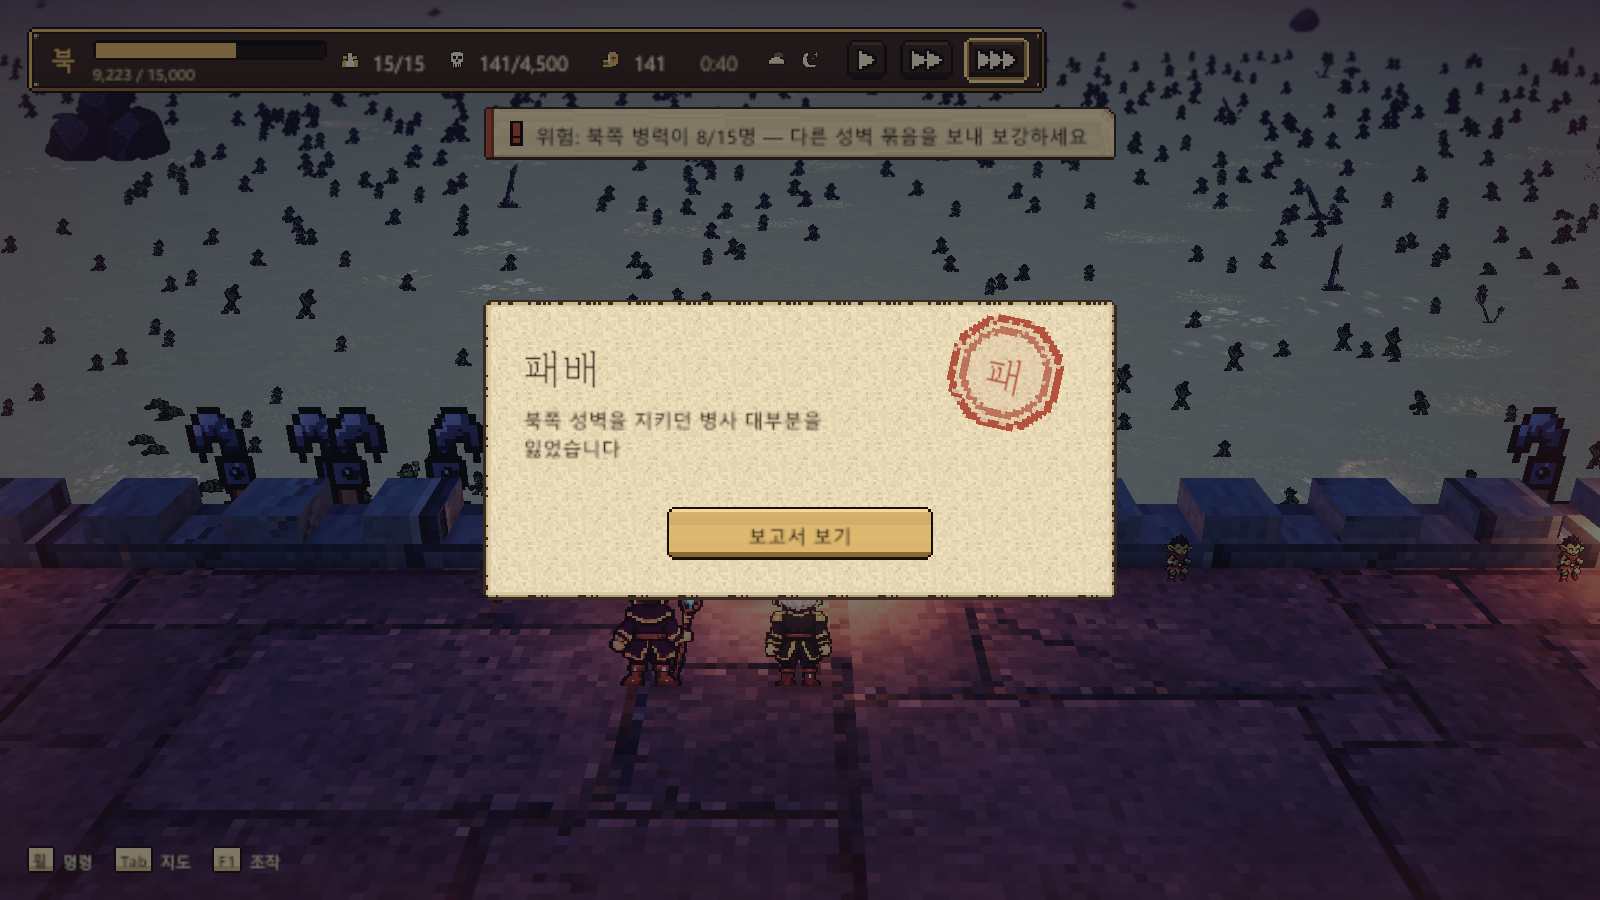 북
9,223 / 15,000
15/15
141/4,500
141
0:40
위험: 북쪽 병력이 8/15명 — 다른 성벽 묶음을 보내 보강하세요
패배
패
북쪽 성벽을 지키던 병사 대부분을
잃었습니다
보고서 보기
휠 명령 Tab 지도 F1 조작